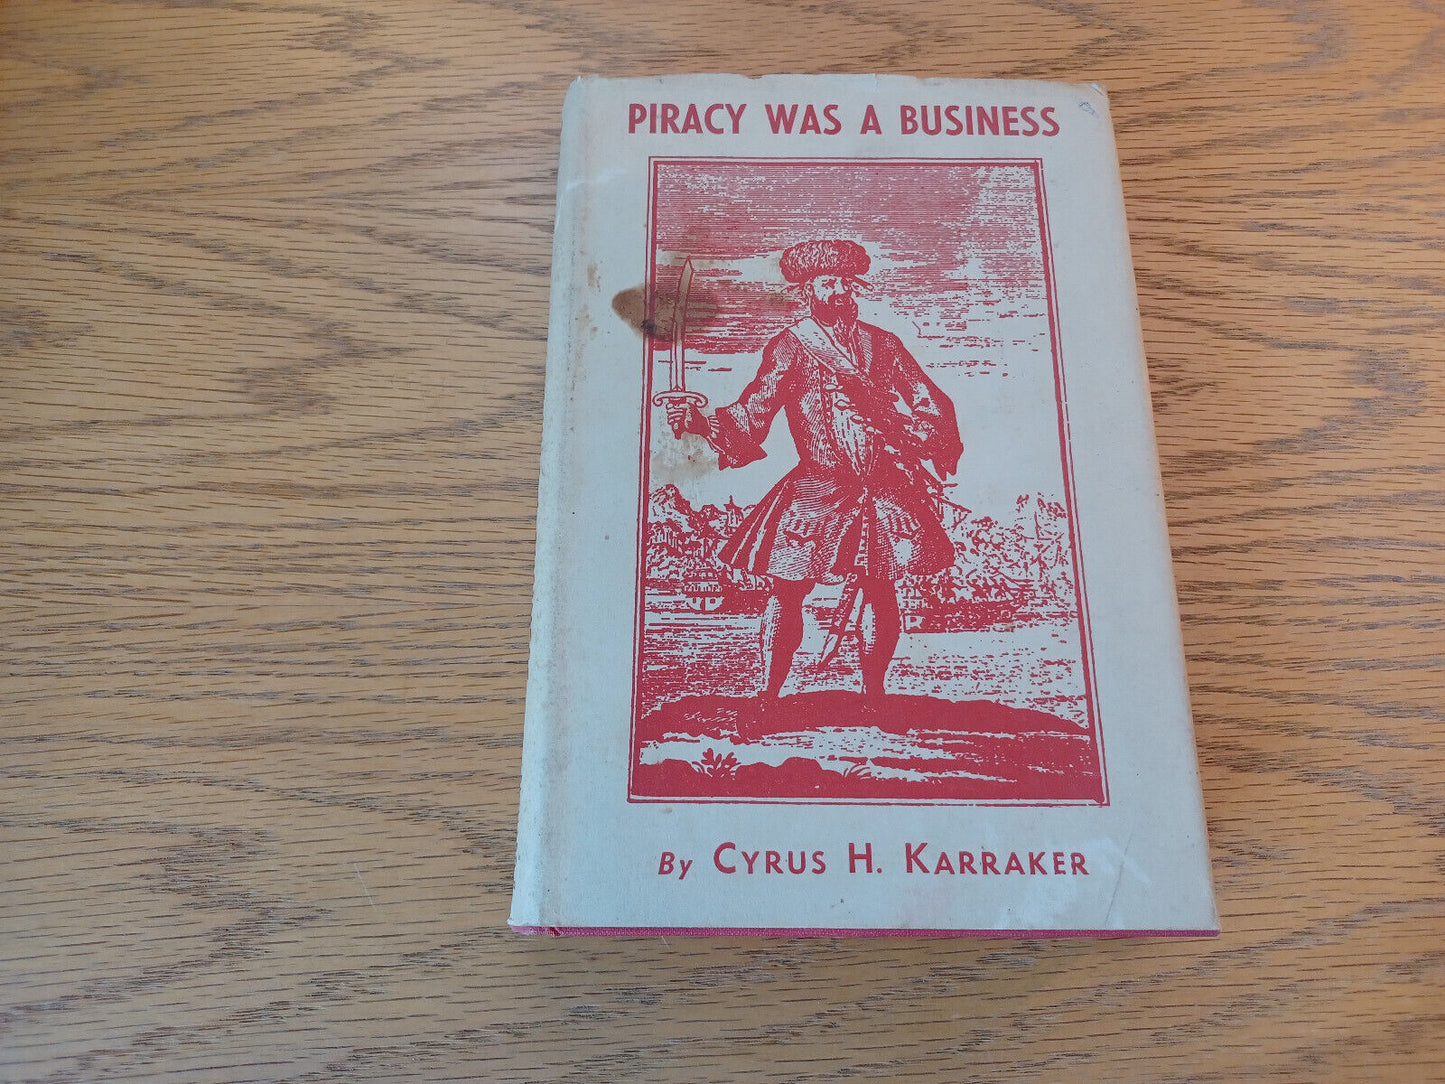 PIRACY WAS A BUSINESS
By CYRUS H. KARRAKER